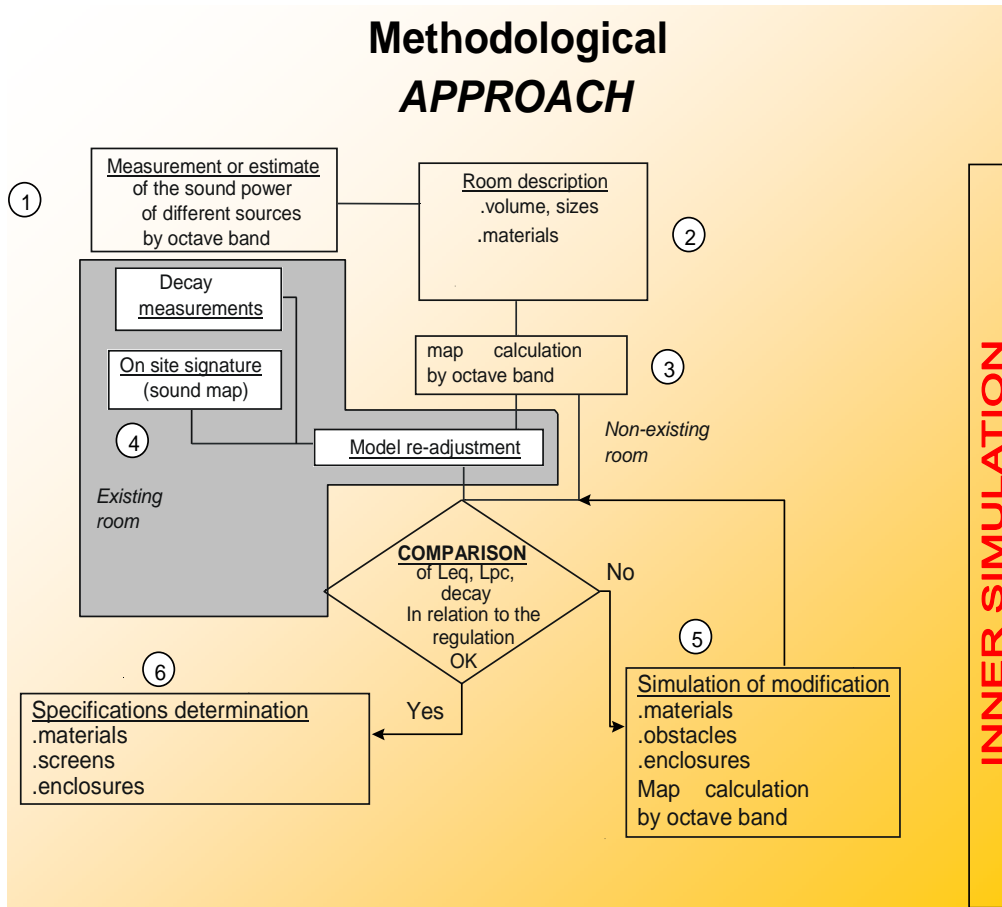 Methodological
APPROACH
1
Measurement or estimate
of the sound power
of different sources
by octave band
Room description
.volume, sizes
.materials
2
Decay
measurements
On site signature
(sound map)
map calculation
by octave band
3
4
Model re-adjustment
Non-existing
room
Existing
room
COMPARISON
of Leq, Lpc,
decay
In relation to the
regulation
OK
No
Yes
5
Simulation of modification
.materials
.obstacles
.enclosures
Map calculation
by octave band
6
Specifications determination
.materials
.screens
.enclosures
INNER SIMULATION